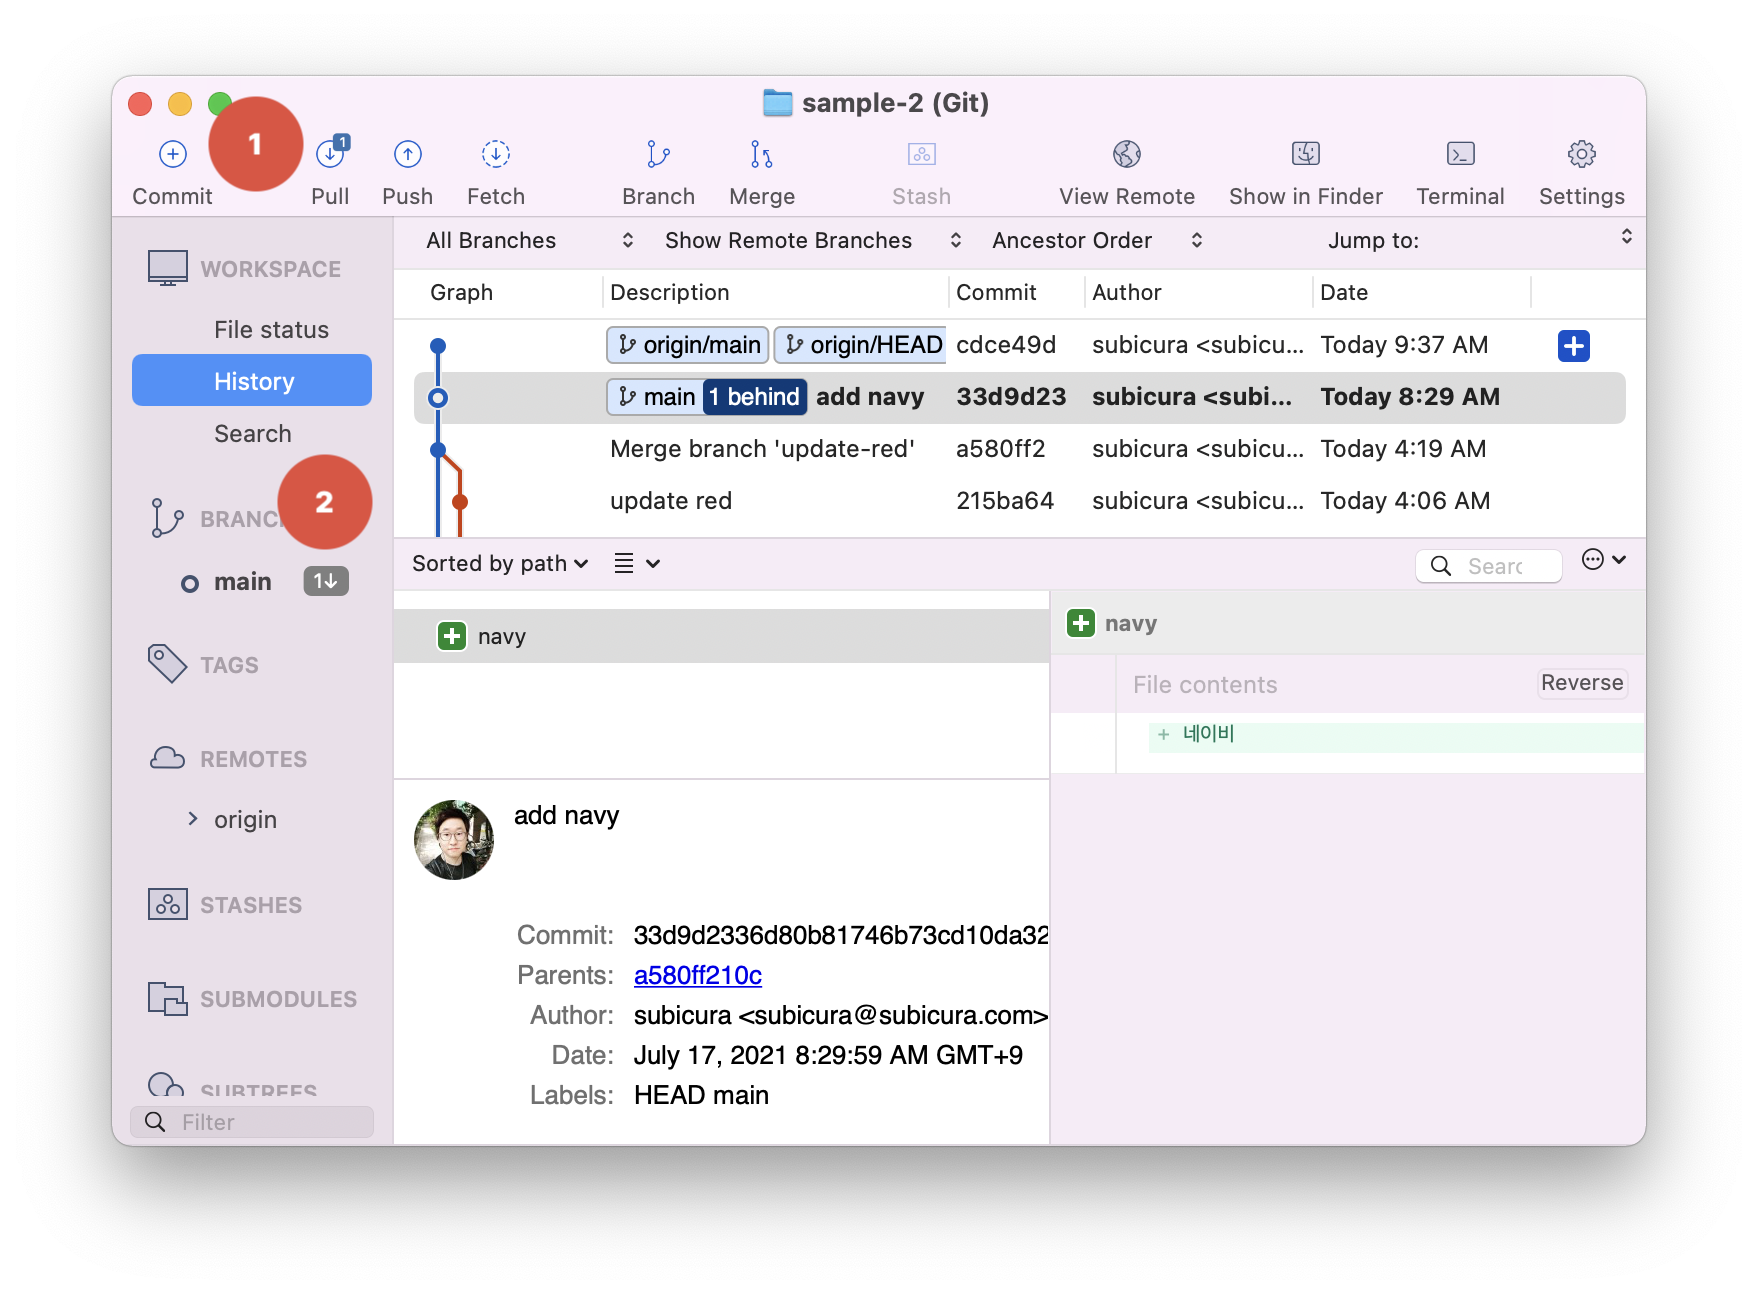 sample-2 (Git)
1
1
Commit Pull Push Fetch Branch Merge Stash View Remote Show in Finder Terminal Settings
All Branches Show Remote Branches Ancestor Order Jump to:
WORKSPACE
File status
History
Search
2
main 1↓
TAGS
REMOTES
origin
STASHES
SUBMODULES
SUBTREES
Filter
Graph Description Commit Author Date
origin/main origin/HEAD cdce49d subicura <subicu... Today 9:37 AM
main 1 behind add navy 33d9d23 subicura <subi... Today 8:29 AM
Merge branch 'update-red' a580ff2 subicura <subicu... Today 4:19 AM
update red 215ba64 subicura <subicu... Today 4:06 AM
Sorted by path
navy
navy
File contents Reverse
+ 네이비
add navy
Commit: 33d9d2336d80b81746b73cd10da32
Parents: a580ff210c
Author: subicura <subicura@subicura.com>
Date: July 17, 2021 8:29:59 AM GMT+9
Labels: HEAD main